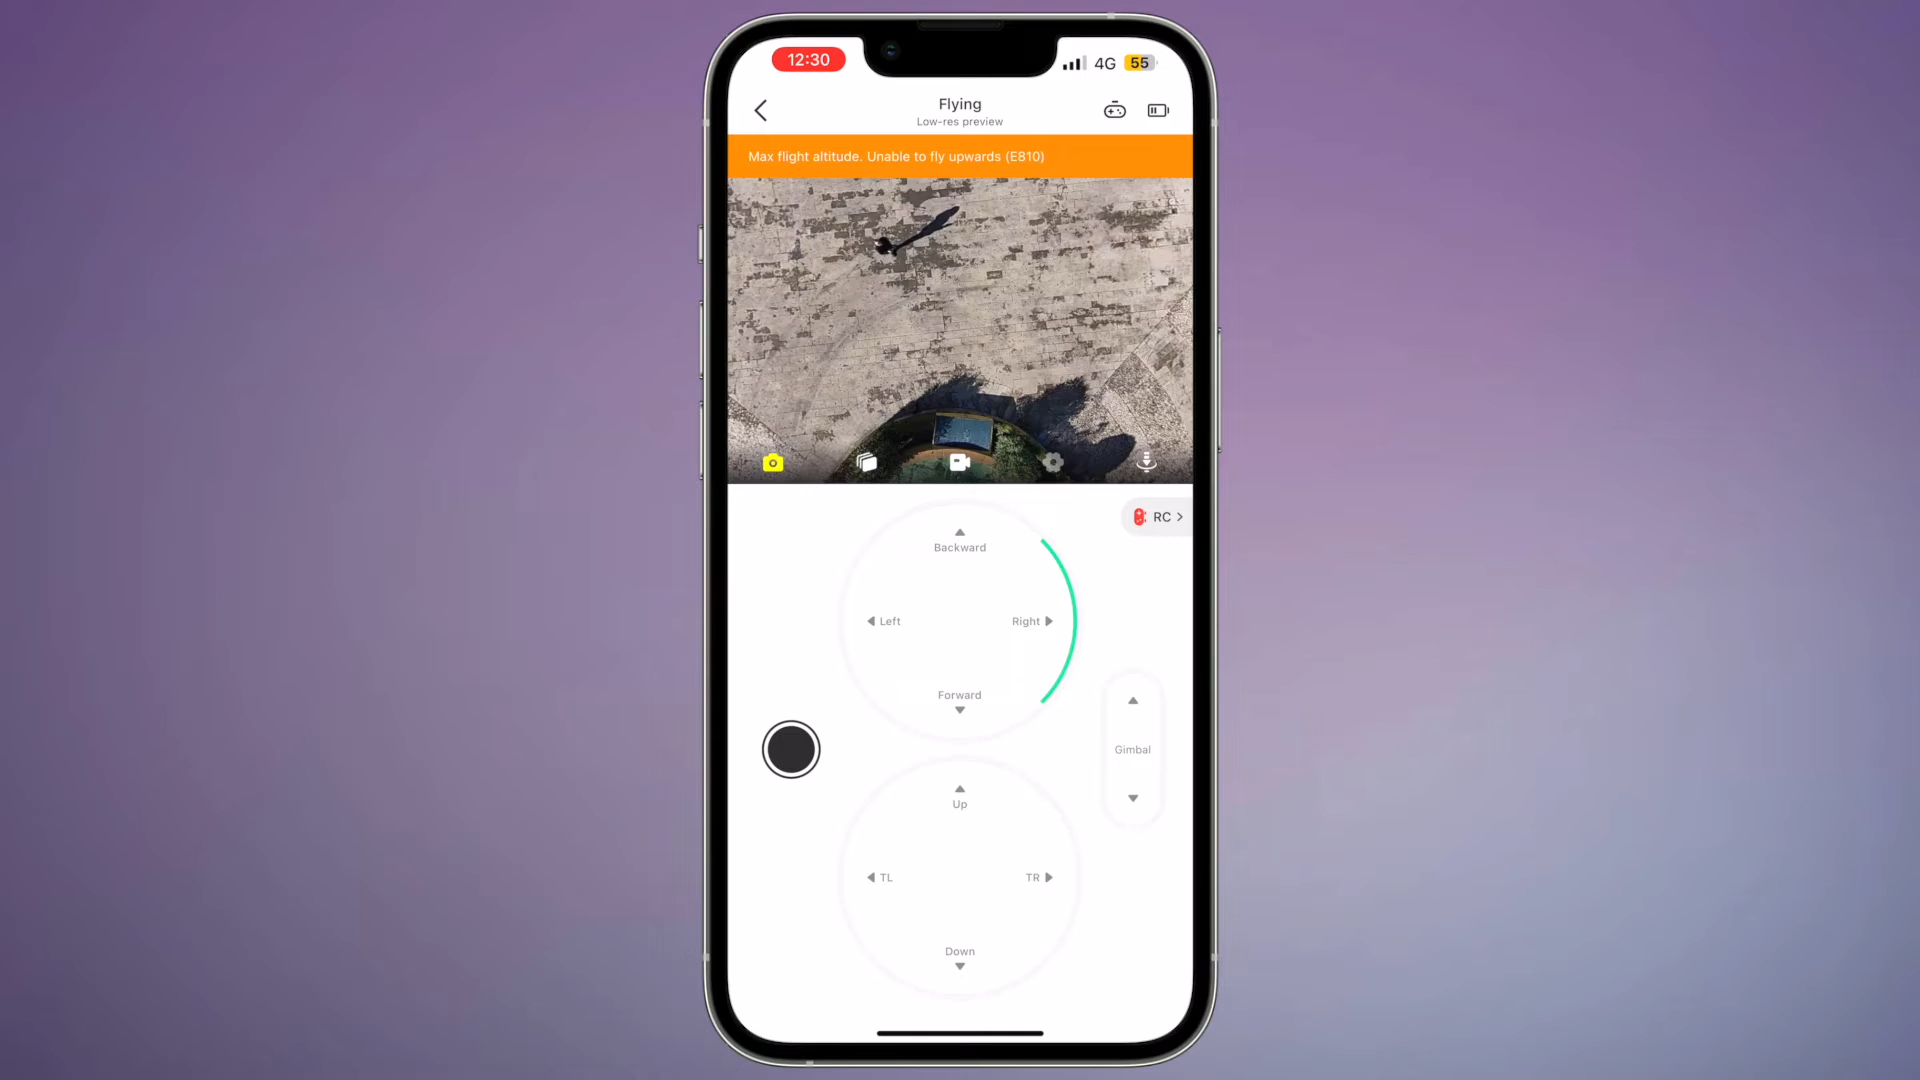 12:30
4G 55
Flying
Low-res preview
Max flight altitude. Unable to fly upwards (E810)
RC
Backward
Left
Right
Forward
Gimbal
Up
TL
TR
Down